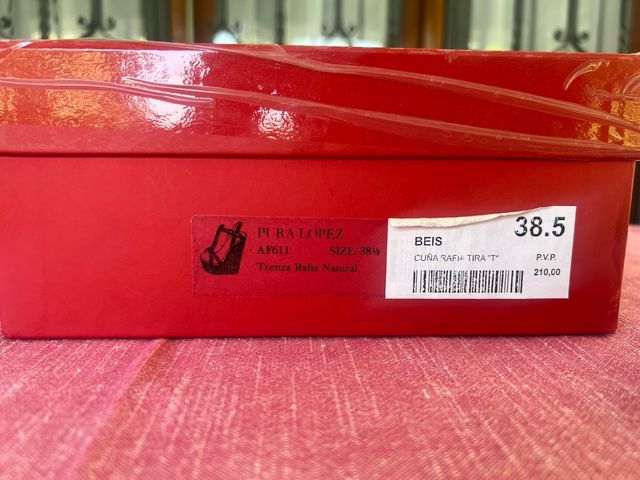 PURA LOPEZ
AF611 SIZE: 38½
Trenza Rafia Natural
38.5
BEIS
CUÑA RAFIA TIRA "T" P.V.P.
210,00